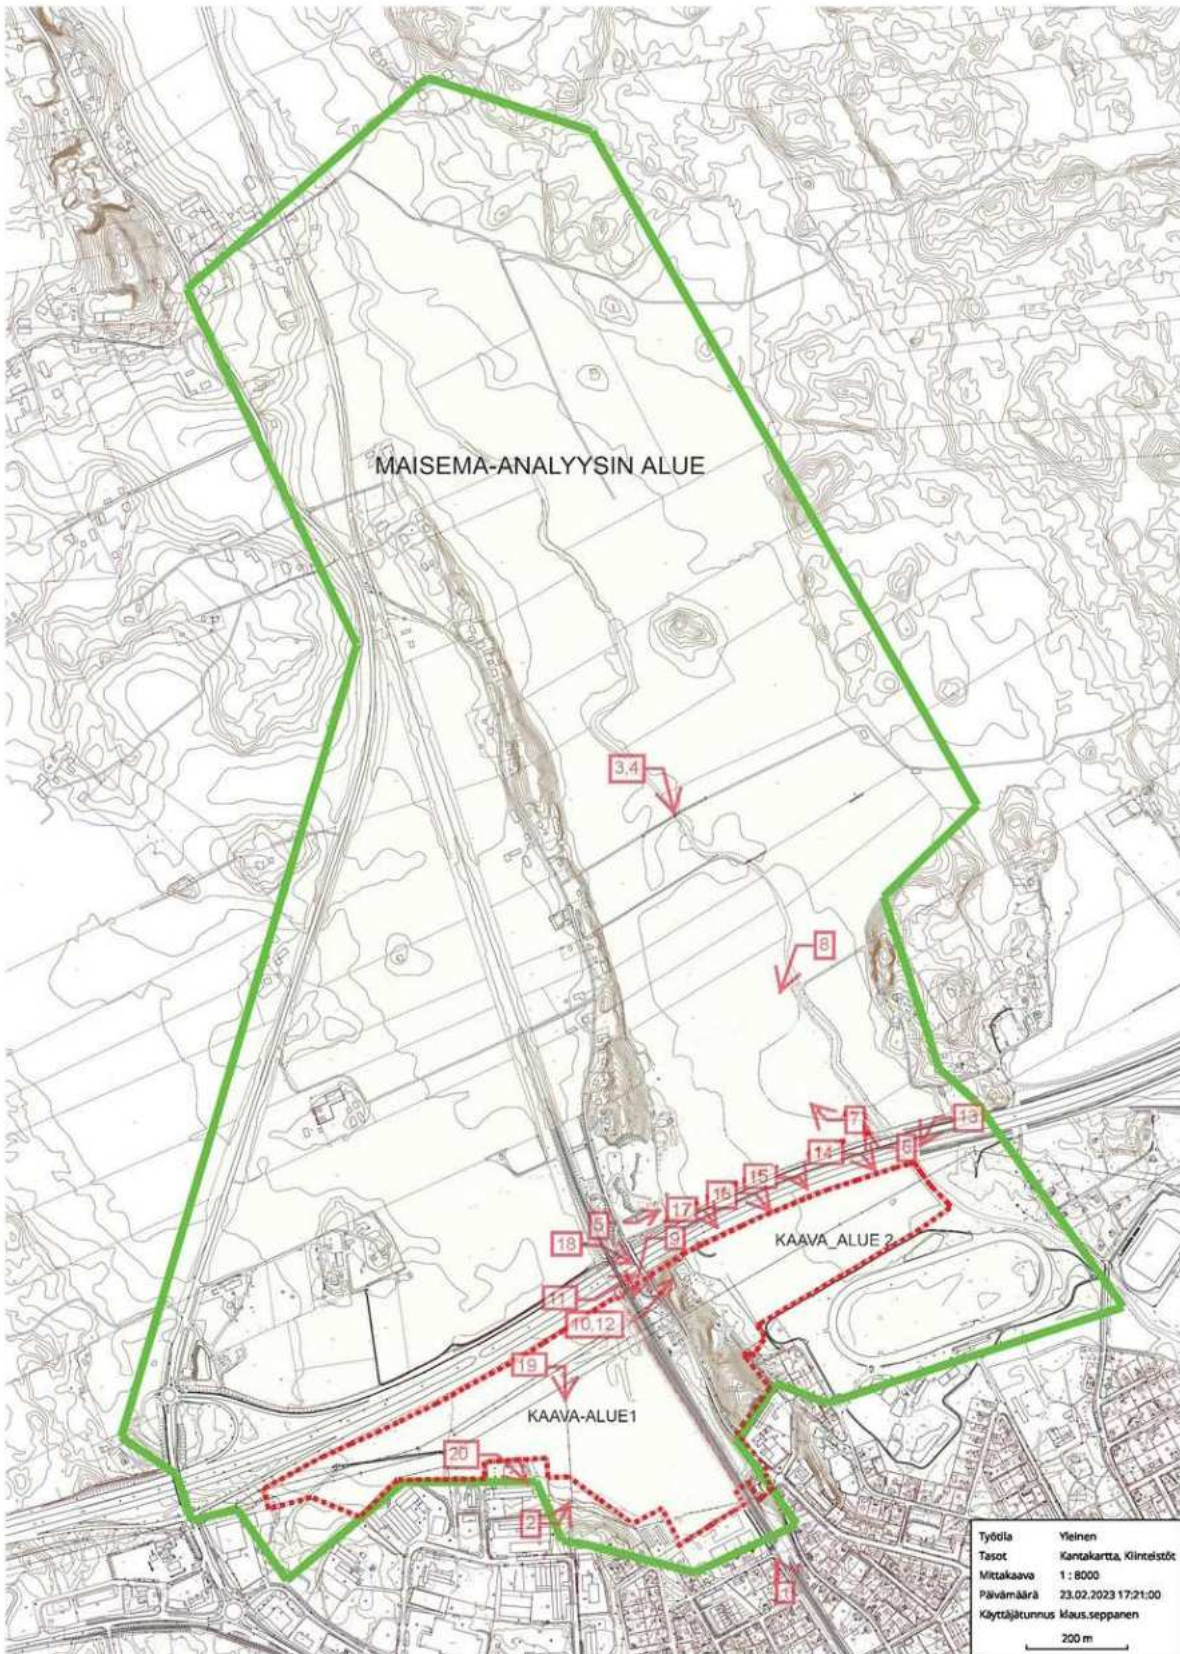 MAISEMA-ANALYYSIN ALUE
3,4
8
7
13
6
14
15
16
17
5
9
18
KAAVA_ALUE 2
11
10,12
19
KAAVA-ALUE1
20
2
1
Työtila Yleinen
Tasot Kantakartta, Kiinteistöt
Mittakaava 1 : 8000
Päivämäärä 23.02.2023 17:21:00
Käyttäjätunnus klaus.seppanen
200 m